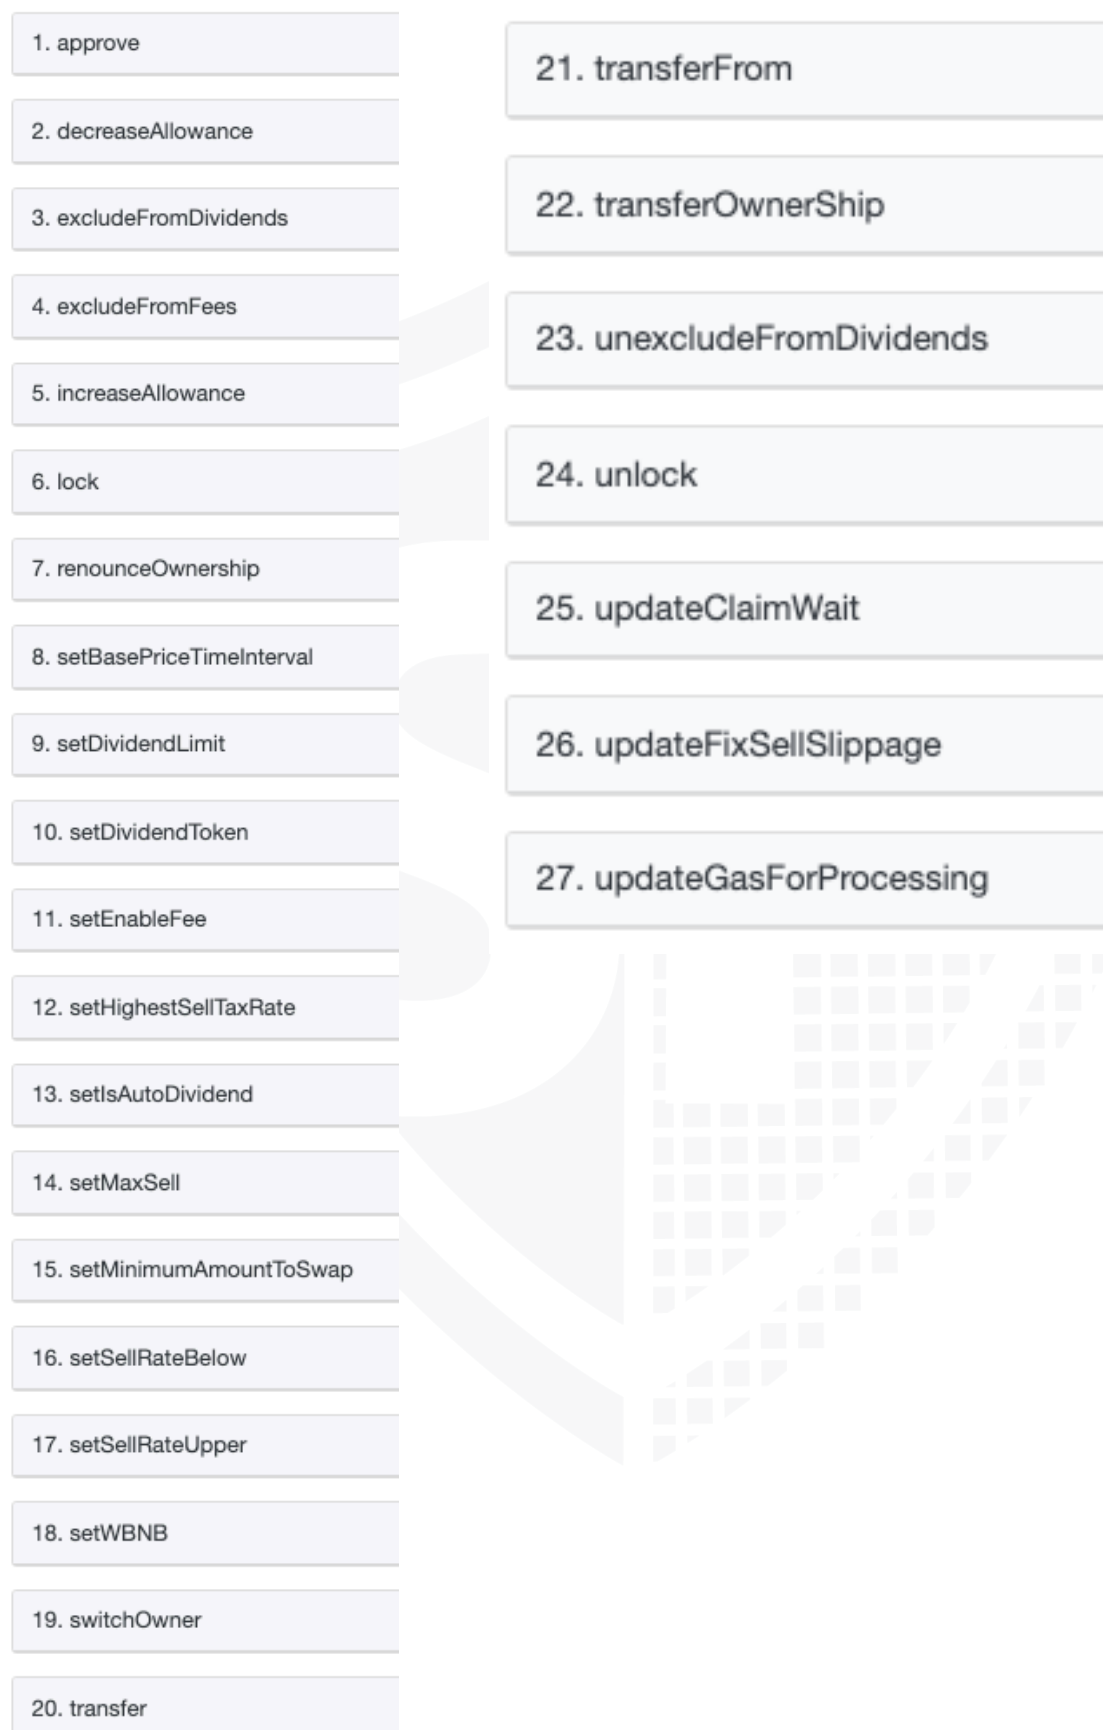 1. approve
2. decreaseAllowance
3. excludeFromDividends
4. excludeFromFees
5. increaseAllowance
6. lock
7. renounceOwnership
8. setBasePriceTimeInterval
9. setDividendLimit
10. setDividendToken
11. setEnableFee
12. setHighestSellTaxRate
13. setIsAutoDividend
14. setMaxSell
15. setMinimumAmountToSwap
16. setSellRateBelow
17. setSellRateUpper
18. setWBNB
19. switchOwner
20. transfer
21. transferFrom
22. transferOwnerShip
23. unexcludeFromDividends
24. unlock
25. updateClaimWait
26. updateFixSellSlippage
27. updateGasForProcessing